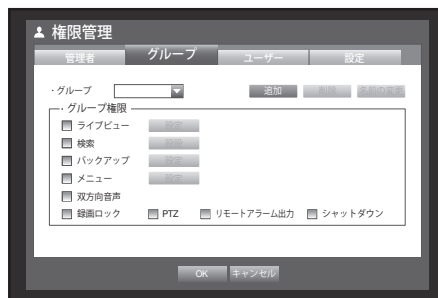 権限管理
管理者 グループ ユーザー 設定
・グループ 追加 削除 名前の変更
・グループ権限
ライブビュー 設定
検索 設定
バックアップ 設定
メニュー 設定
双方向音声
録画ロック PTZ リモートアラーム出力 シャットダウン
OK キャンセル